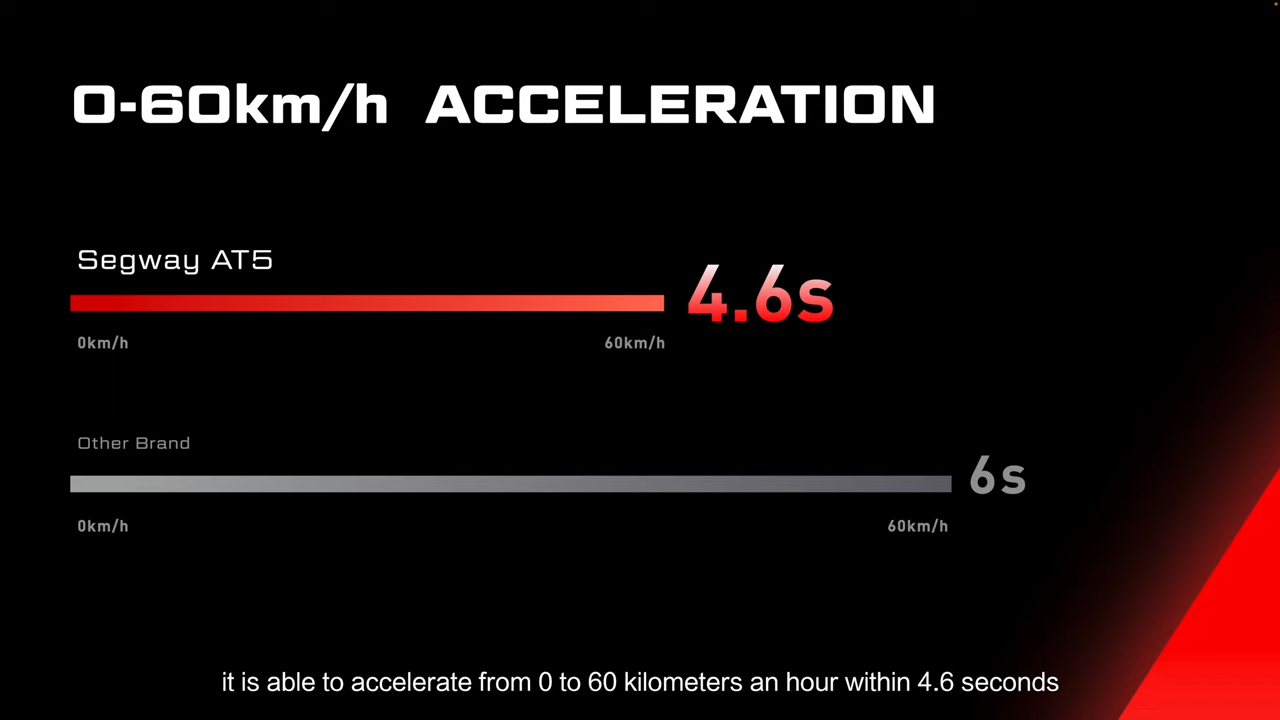 0-60km/h ACCELERATION
Segway AT5
4.6s
0km/h 60km/h
Other Brand
6s
0km/h 60km/h
it is able to accelerate from 0 to 60 kilometers an hour within 4.6 seconds